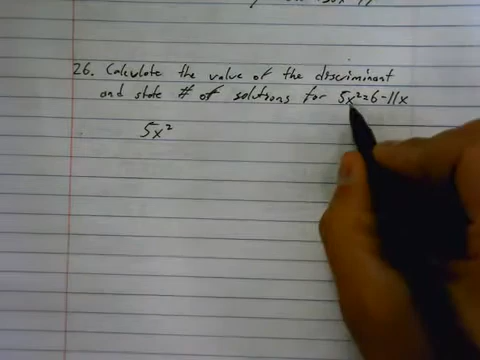 26. Calculate the value of the discriminant
and state # of solutions for 5x²=6-11x
5x²